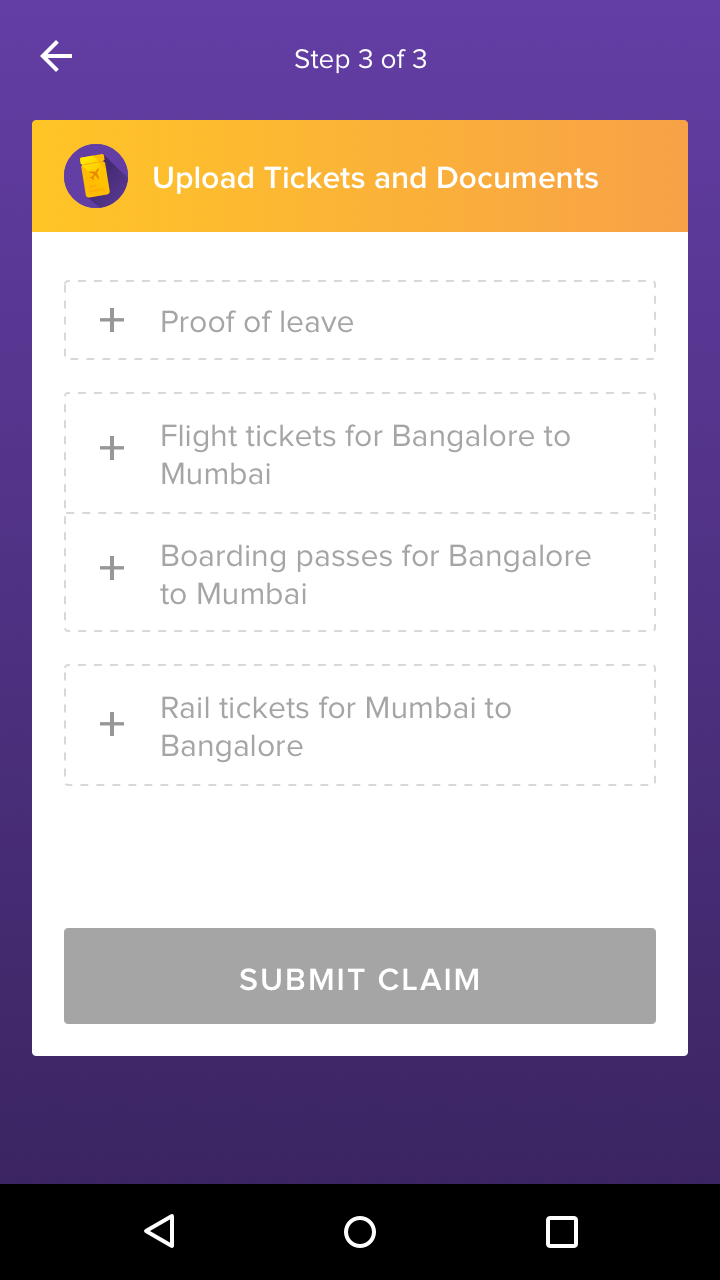 Step 3 of 3
Upload Tickets and Documents
+ Proof of leave
+ Flight tickets for Bangalore to
Mumbai
+ Boarding passes for Bangalore
to Mumbai
+ Rail tickets for Mumbai to
Bangalore
SUBMIT CLAIM